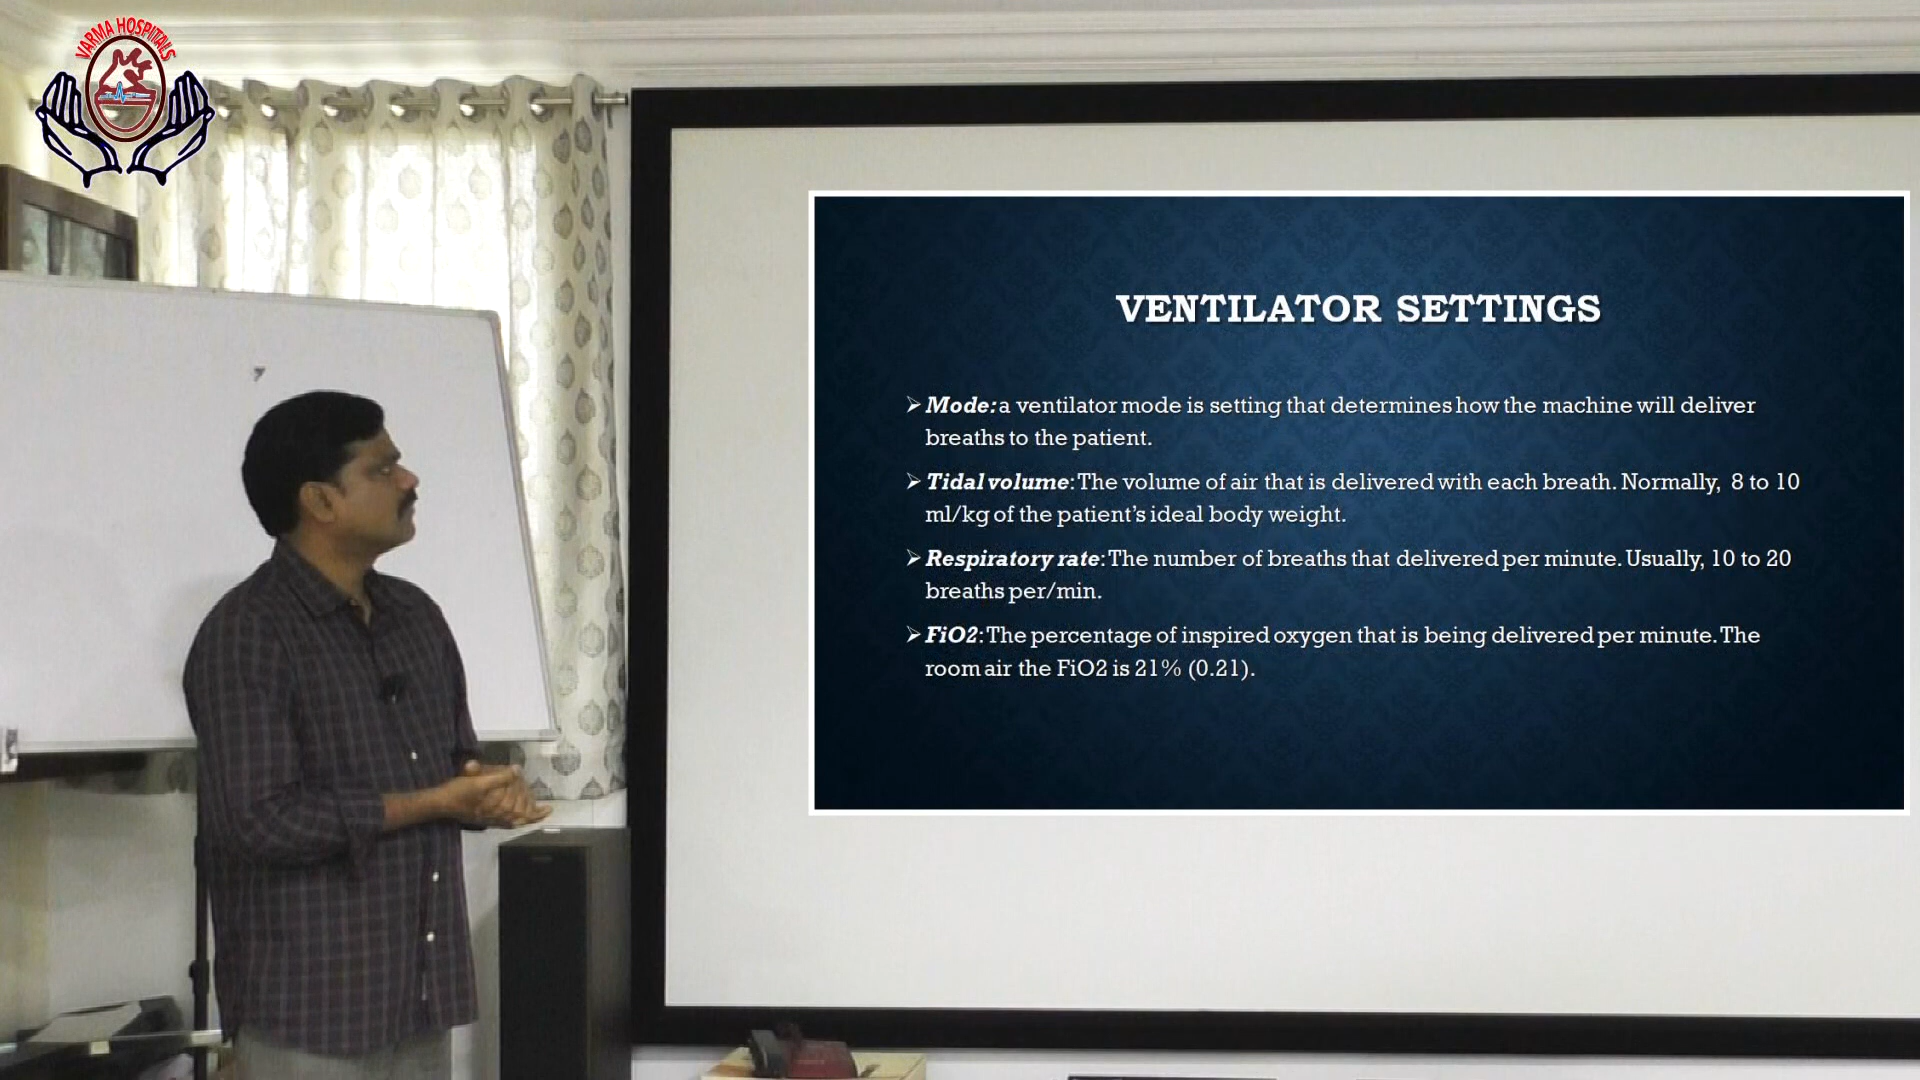 VARMA HOSPITALS
VENTILATOR SETTINGS
➢ Mode: a ventilator mode is setting that determines how the machine will deliver
breaths to the patient.
➢ Tidal volume: The volume of air that is delivered with each breath. Normally, 8 to 10
ml/kg of the patient's ideal body weight.
➢ Respiratory rate: The number of breaths that delivered per minute. Usually, 10 to 20
breaths per/min.
➢ FiO2: The percentage of inspired oxygen that is being delivered per minute. The
room air the FiO2 is 21% (0.21).